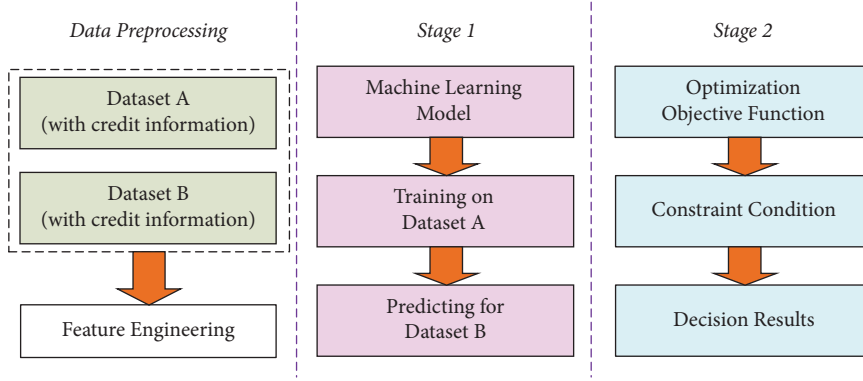 Data Preprocessing
Dataset A
(with credit information)
Dataset B
(with credit information)
Feature Engineering
Stage 1
Machine Learning
Model
Training on
Dataset A
Predicting for
Dataset B
Stage 2
Optimization
Objective Function
Constraint Condition
Decision Results